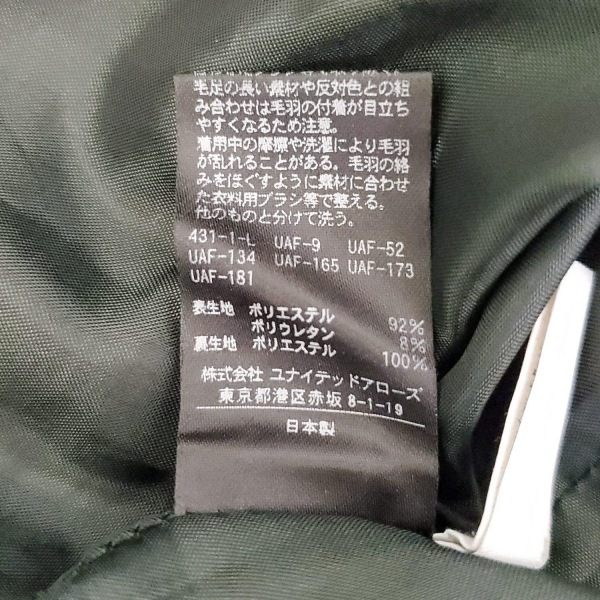 毛足の長い素材や反対色との組
み合わせは毛羽の付着が目立ち
やすくなるため注意。
着用中の摩擦や洗濯により毛羽
が乱れることがある。毛羽の絡
みをほぐすように素材に合わせ
た衣料用ブラシ等で整える。
他のものと分けて洗う。
431-1-L UAF-9 UAF-52
UAF-134 UAF-165 UAF-173
UAF-181
表生地 ポリエステル 92%
ポリウレタン 8%
裏生地 ポリエステル 100%
株式会社 ユナイテッドアローズ
東京都港区赤坂 8-1-19
日本製